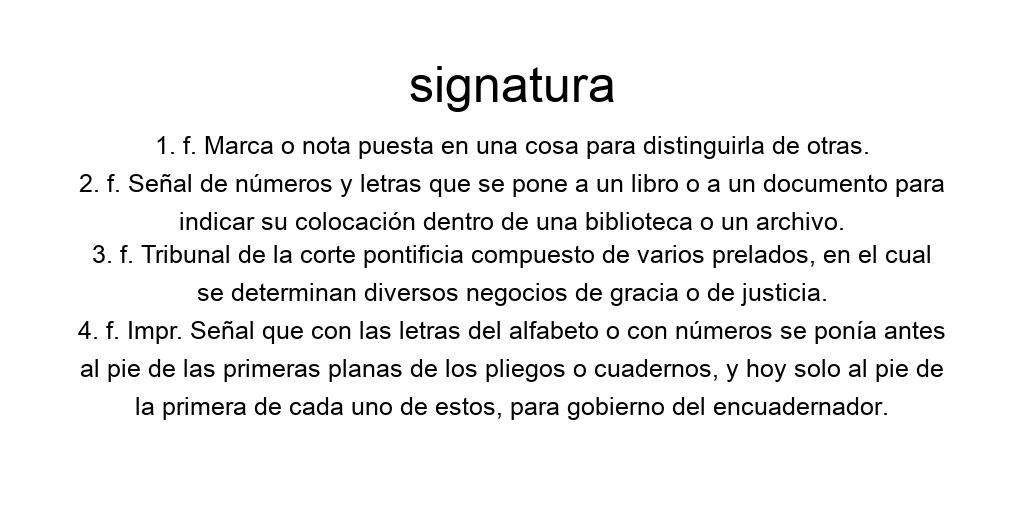 signatura
1. f. Marca o nota puesta en una cosa para distinguirla de otras.
2. f. Señal de números y letras que se pone a un libro o a un documento para
indicar su colocación dentro de una biblioteca o un archivo.
3. f. Tribunal de la corte pontificia compuesto de varios prelados, en el cual
se determinan diversos negocios de gracia o de justicia.
4. f. Impr. Señal que con las letras del alfabeto o con números se ponía antes
al pie de las primeras planas de los pliegos o cuadernos, y hoy solo al pie de
la primera de cada uno de estos, para gobierno del encuadernador.